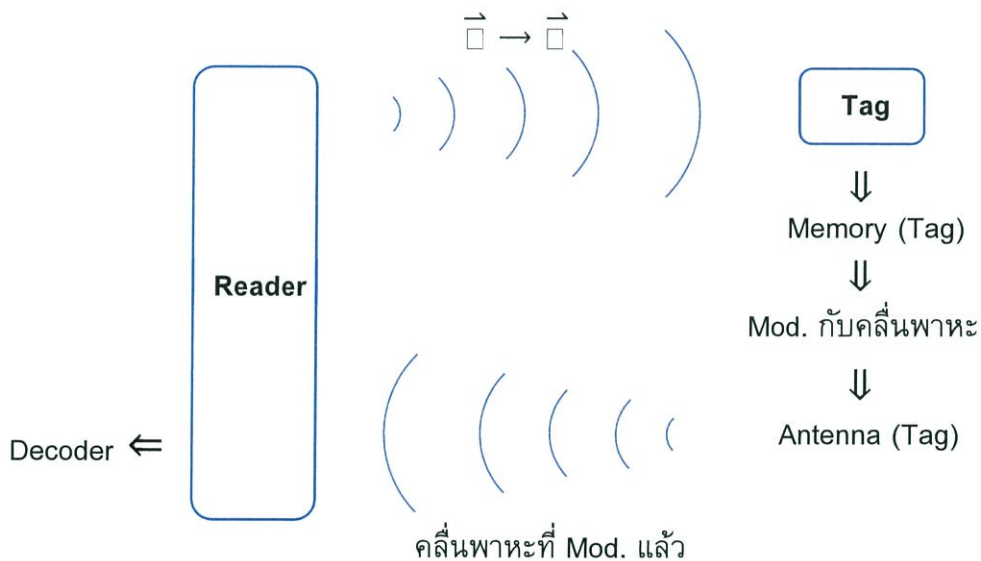 □⃗ → □⃗
Tag
Memory (Tag)
Reader
Mod. กับคลื่นพาหะ
Antenna (Tag)
Decoder ⇐
คลื่นพาหะที่ Mod. แล้ว